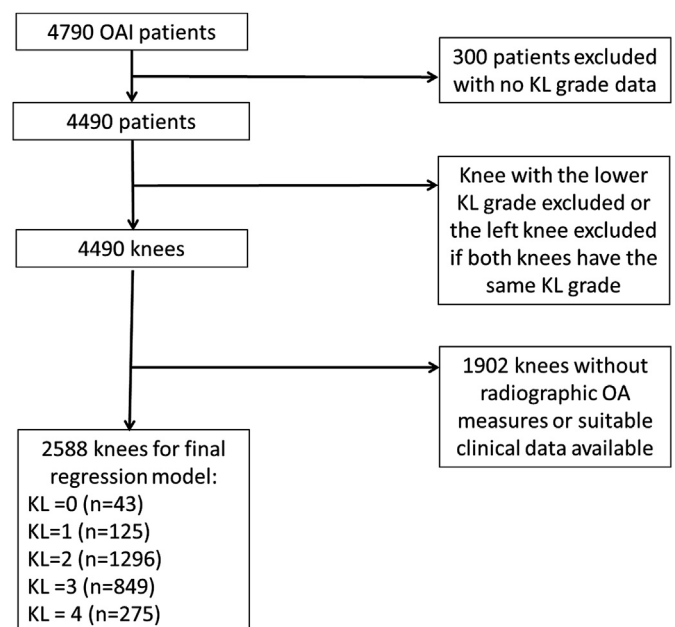 4790 OAI patients
300 patients excluded
with no KL grade data
4490 patients
Knee with the lower
KL grade excluded or
the left knee excluded
if both knees have the
same KL grade
4490 knees
1902 knees without
radiographic OA
measures or suitable
clinical data available
2588 knees for final
regression model:
KL =0 (n=43)
KL=1 (n=125)
KL=2 (n=1296)
KL =3 (n=849)
KL = 4 (n=275)